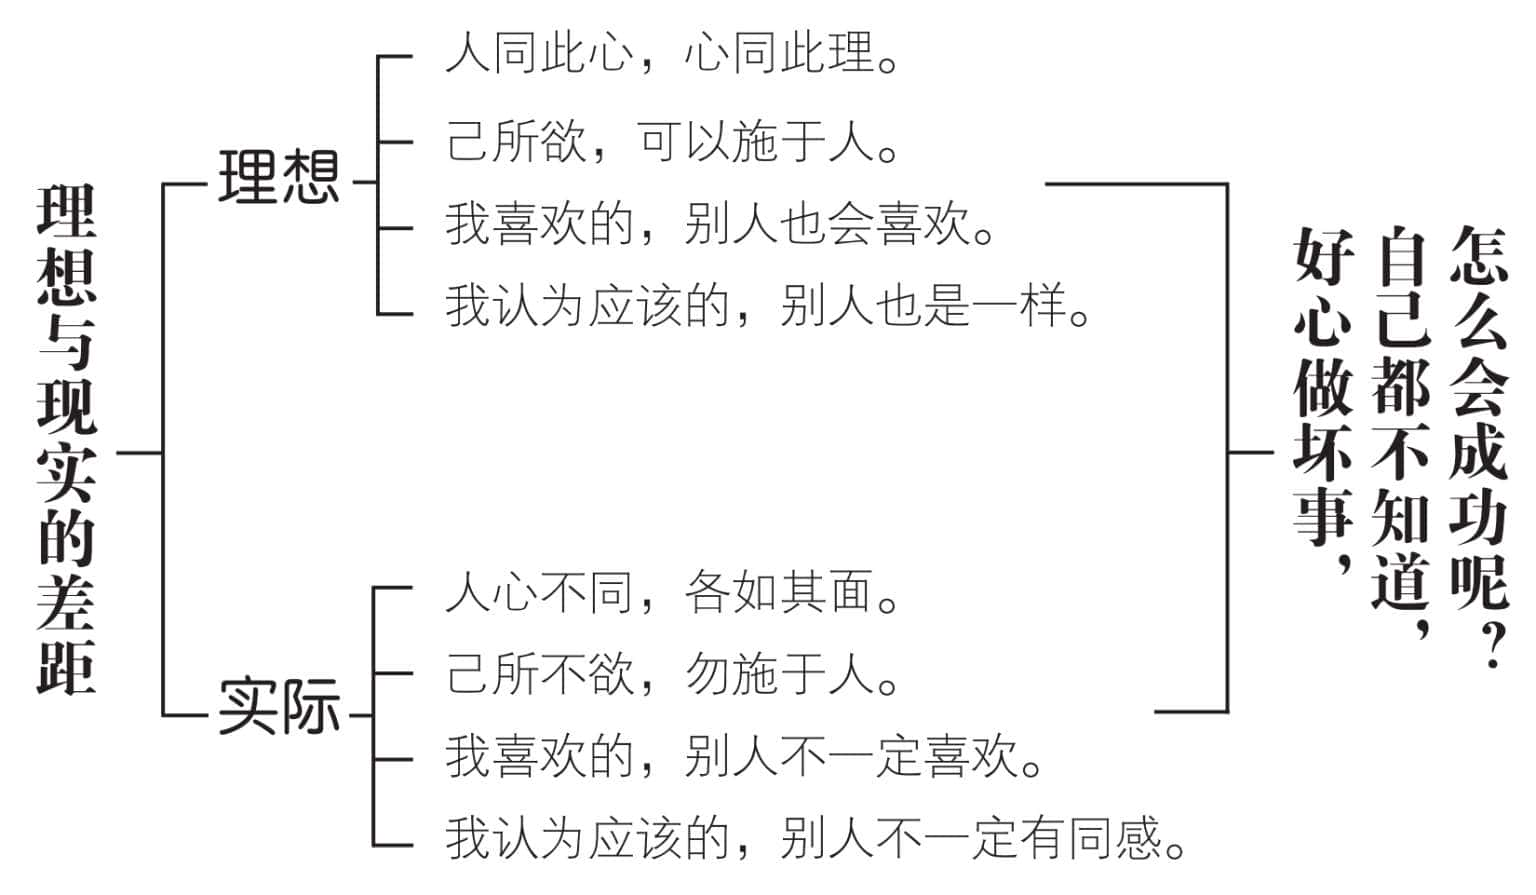 理想与现实的差距
理想
人同此心，心同此理。
己所欲，可以施于人。
我喜欢的，别人也会喜欢。
我认为应该的，别人也是一样。
实际
人心不同，各如其面。
己所不欲，勿施于人。
我喜欢的，别人不一定喜欢。
我认为应该的，别人不一定有同感。
好心做坏事，
自己都不知道，
怎么会成功呢？